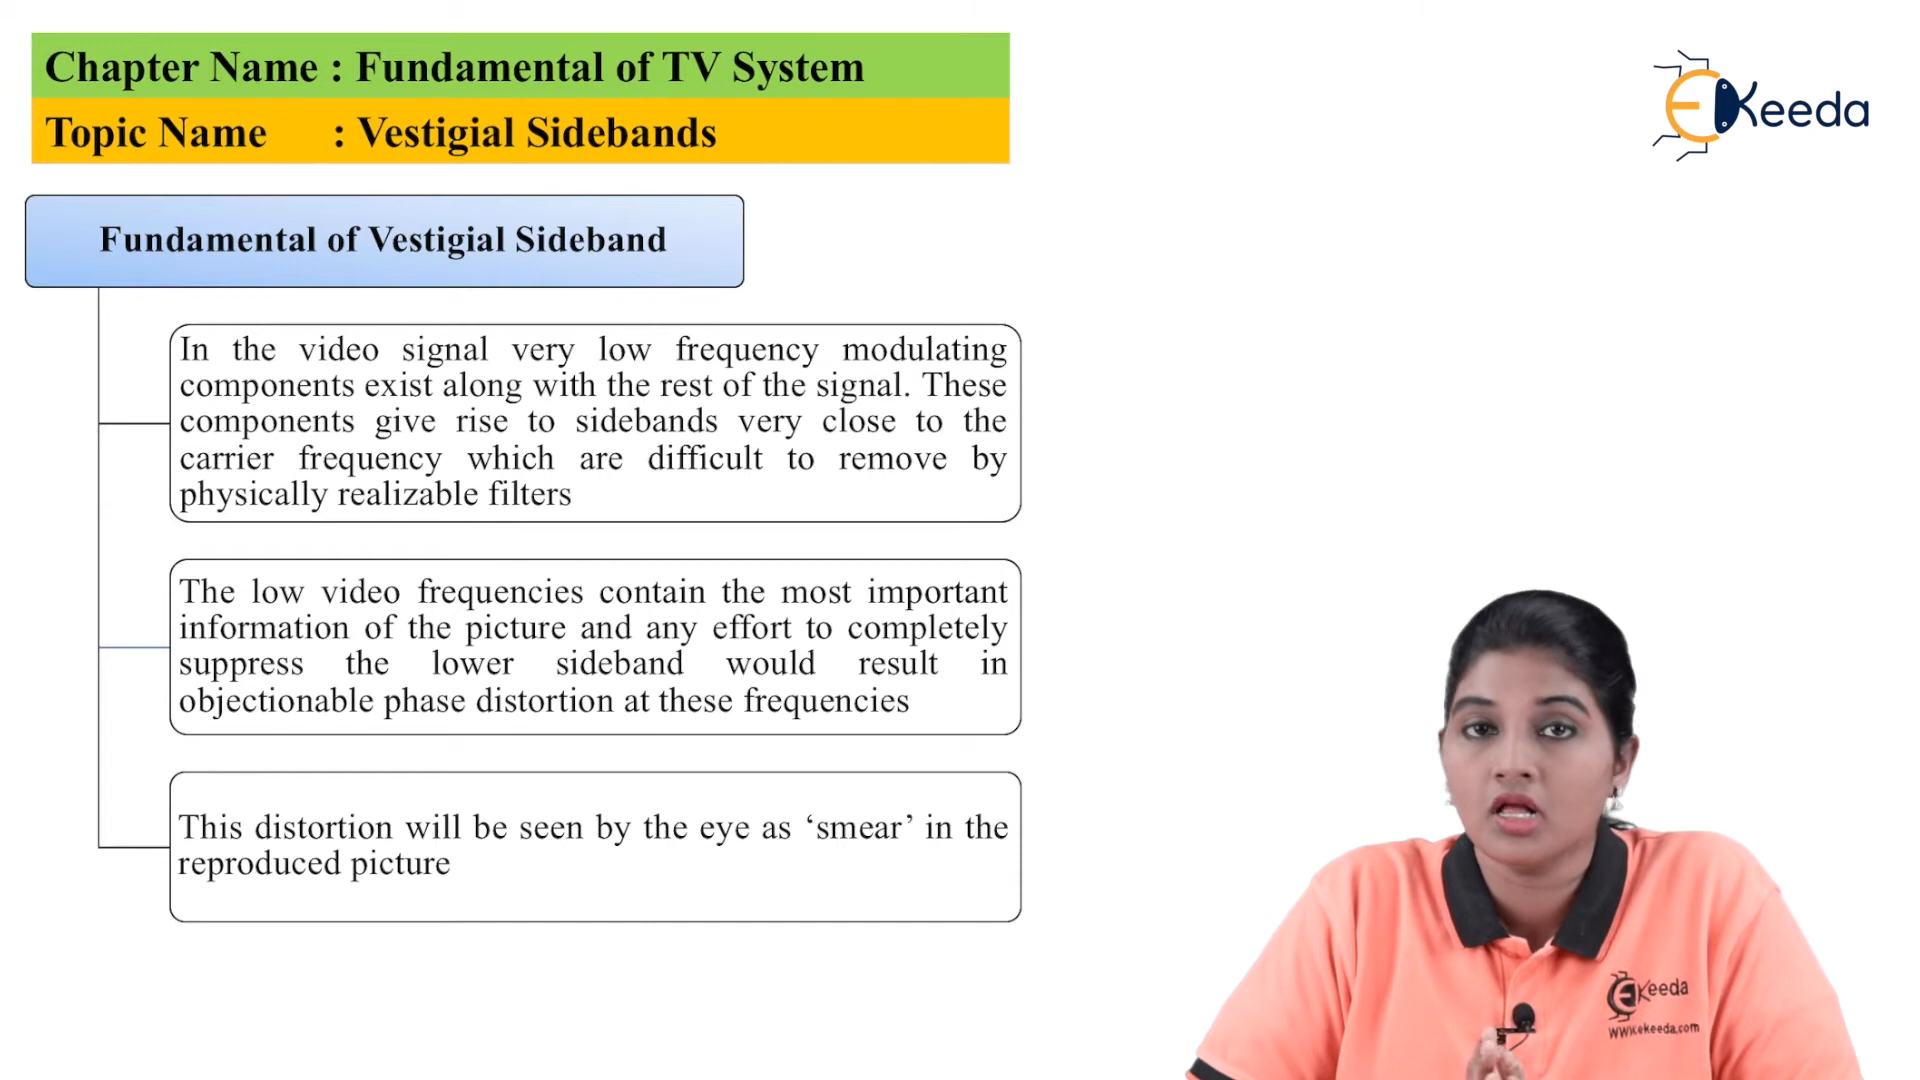 Chapter Name : Fundamental of TV System
Topic Name : Vestigial Sidebands
EKeeda
Fundamental of Vestigial Sideband
In the video signal very low frequency modulating
components exist along with the rest of the signal. These
components give rise to sidebands very close to the
carrier frequency which are difficult to remove by
physically realizable filters
The low video frequencies contain the most important
information of the picture and any effort to completely
suppress the lower sideband would result in
objectionable phase distortion at these frequencies
This distortion will be seen by the eye as ‘smear’ in the
reproduced picture
EKeeda
www.ekeeda.com